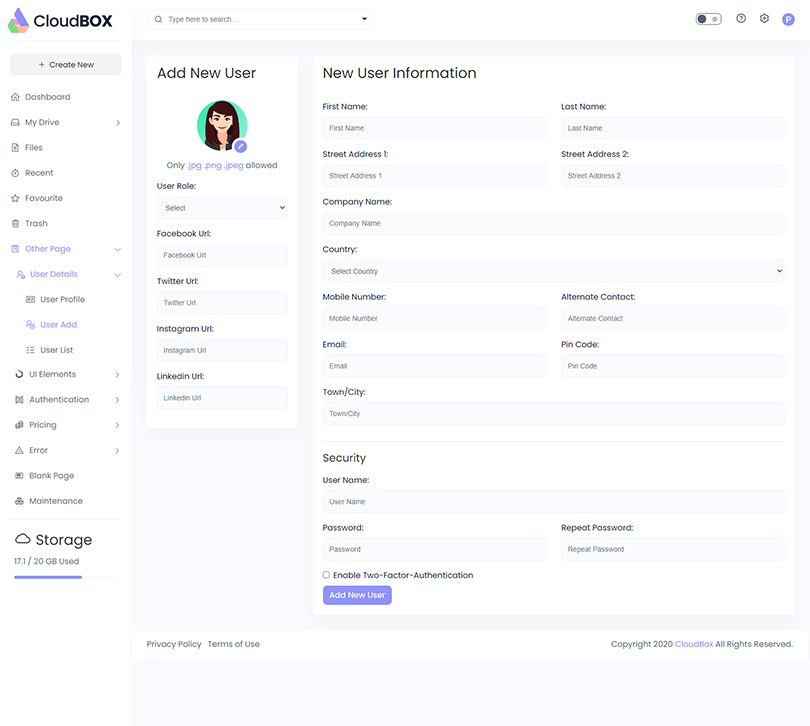 CloudBOX
Type here to search...
P
+ Create New
Dashboard
My Drive
Files
Recent
Favourite
Trash
Other Page
User Details
User Profile
User Add
User List
UI Elements
Authentication
Pricing
Error
Blank Page
Maintenance
Storage
17.1 / 20 GB Used
Add New User
Only .jpg .png .jpeg allowed
User Role:
Select
Facebook Url:
Facebook Url
Twitter Url:
Twitter Url
Instagram Url:
Instagram Url
Linkedin Url:
Linkedin Url
New User Information
First Name: Last Name:
First Name Last Name
Street Address 1: Street Address 2:
Street Address 1 Street Address 2
Company Name:
Company Name
Country:
Select Country
Mobile Number: Alternate Contact:
Mobile Number Alternate Contact
Email: Pin Code:
Email Pin Code
Town/City:
Town/City
Security
User Name:
User Name
Password: Repeat Password:
Password Repeat Password
Enable Two-Factor-Authentication
Add New User
Privacy Policy Terms of Use Copyright 2020 CloudBox All Rights Reserved.